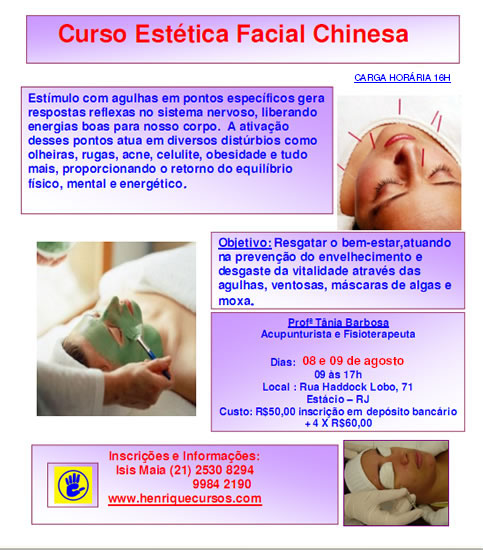 Curso Estética Facial Chinesa
CARGA HORÁRIA 16H
Estímulo com agulhas em pontos específicos gera
respostas reflexas no sistema nervoso, liberando
energias boas para nosso corpo. A ativação
desses pontos atua em diversos distúrbios como
olheiras, rugas, acne, celulite, obesidade e tudo
mais, proporcionando o retorno do equilíbrio
físico, mental e energético.
Objetivo: Resgatar o bem-estar,atuando
na prevenção do envelhecimento e
desgaste da vitalidade através das
agulhas, ventosas, máscaras de algas e
moxa.
Profª Tânia Barbosa
Acupunturista e Fisioterapeuta
Dias: 08 e 09 de agosto
09 às 17h
Local : Rua Haddock Lobo, 71
Estácio – RJ
Custo: R$50,00 inscrição em depósito bancário
+ 4 X R$60,00
Inscrições e Informações:
Isis Maia (21) 2530 8294
9984 2190
www.henriquecursos.com